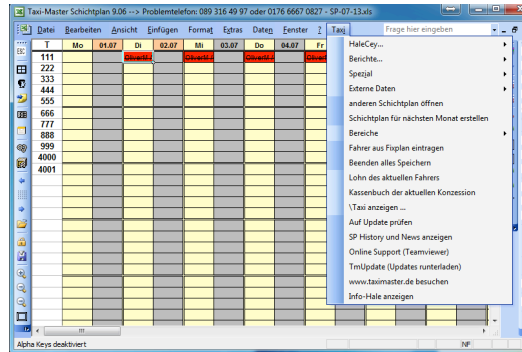 Taxi-Master Schichtplan 9.06 --> Problemtelefon: 089 316 49 97 oder 0176 6667 0827 - SP-07-13.xls
Datei Bearbeiten Ansicht Einfügen Format Extras Daten Fenster ? Taxi Frage hier eingeben
T Mo 01.07 Di 02.07 Mi 03.07 Do 04.07 Fr
111
222
333
444
555
666
777
888
999
4000
4001
HaleCey...
Berichte...
Spezial
Externe Daten
anderen Schichtplan öffnen
Schichtplan für nächsten Monat erstellen
Bereiche
Fahrer aus Fixplan eintragen
Beenden alles Speichern
Lohn des aktuellen Fahrers
Kassenbuch der aktuellen Konzession
\Taxi anzeigen ...
Auf Update prüfen
SP History und News anzeigen
Online Support (Teamviewer)
TmUpdate (Updates runterladen)
www.taximaster.de besuchen
Info-Hale anzeigen
Alpha Keys deaktiviert NF